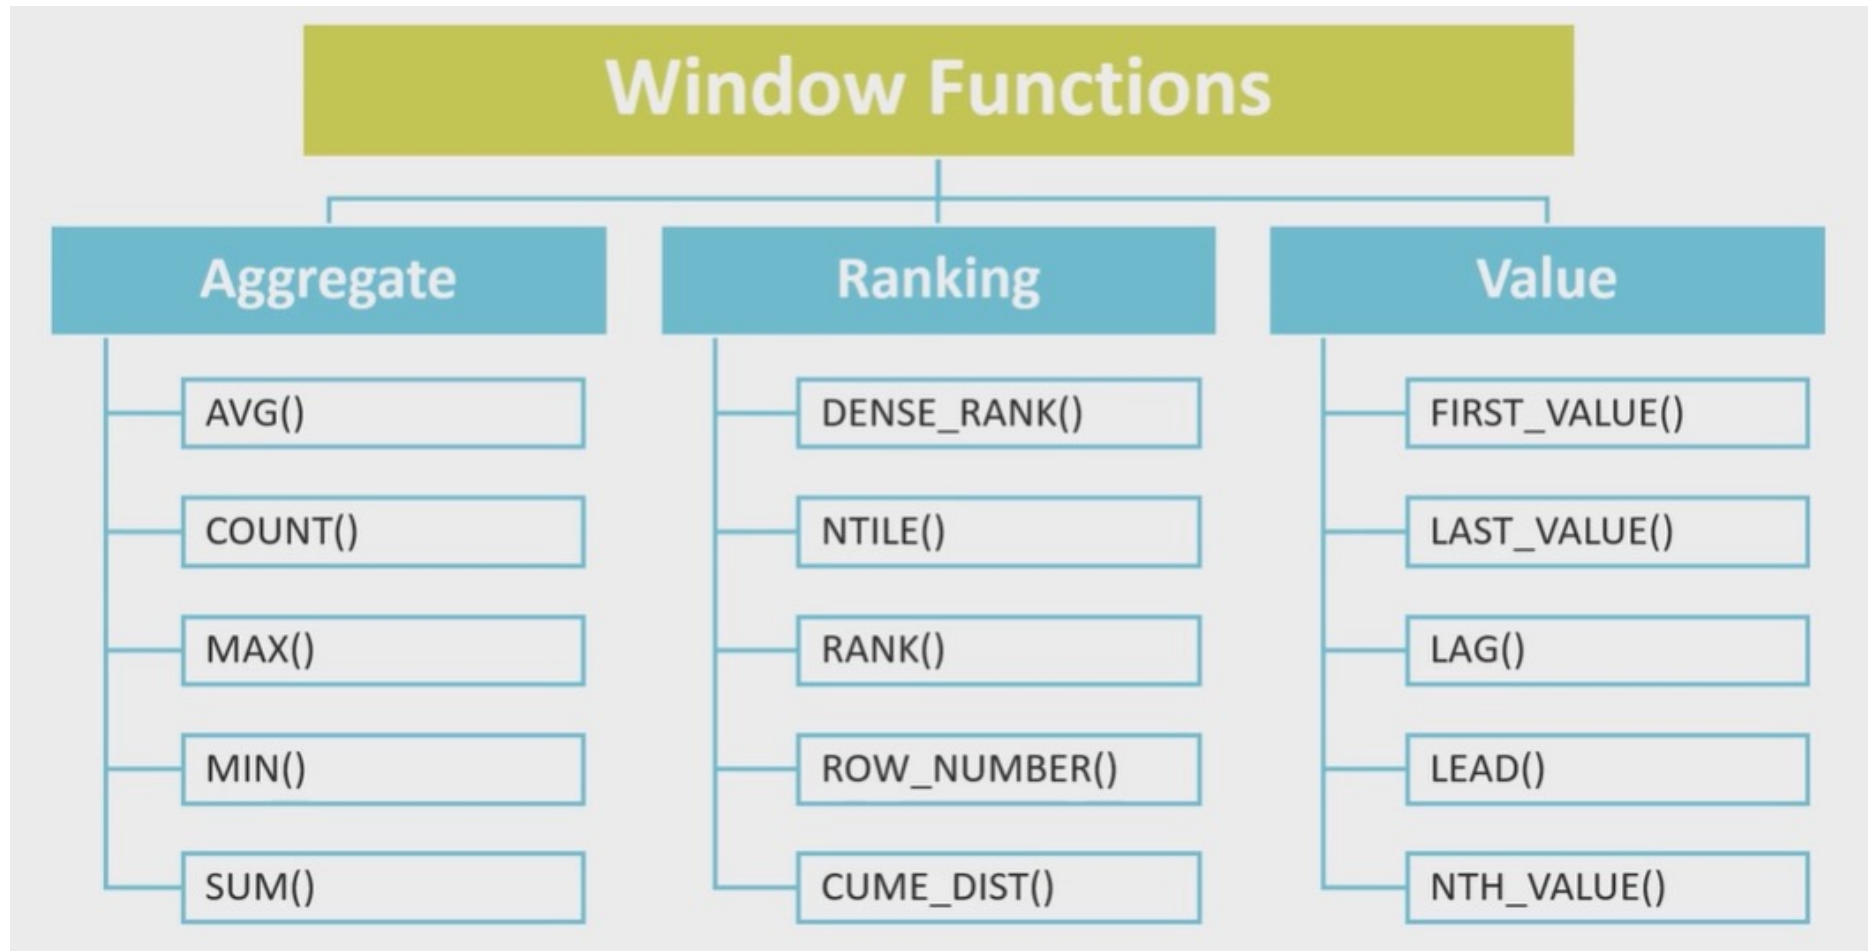 Window Functions
Aggregate
AVG()
COUNT()
MAX()
MIN()
SUM()
Ranking
DENSE_RANK()
NTILE()
RANK()
ROW_NUMBER()
CUME_DIST()
Value
FIRST_VALUE()
LAST_VALUE()
LAG()
LEAD()
NTH_VALUE()